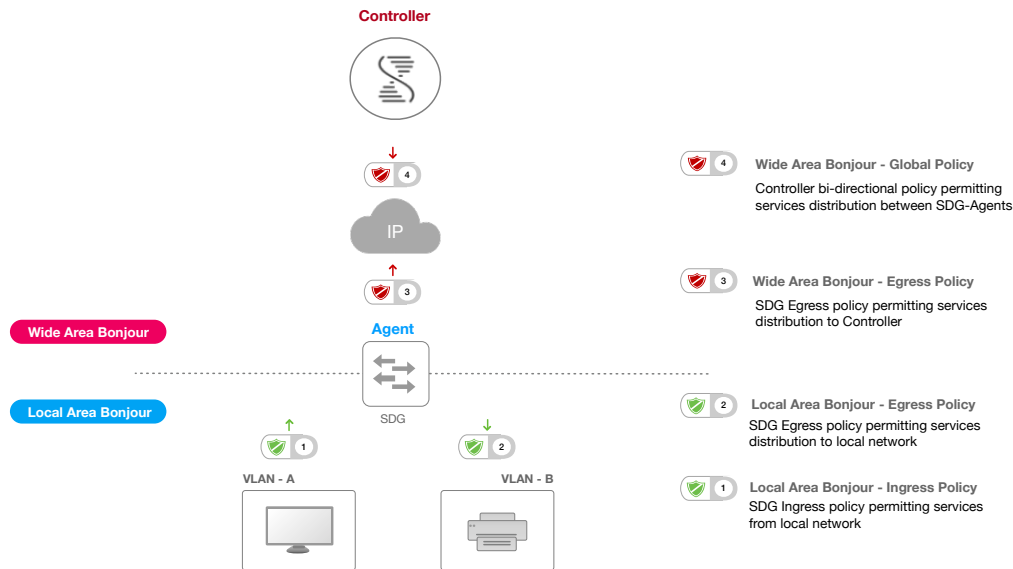 Controller
4
IP
3
Agent
SDG
Wide Area Bonjour
Local Area Bonjour
1
2
VLAN - A
VLAN - B
4
Wide Area Bonjour - Global Policy
Controller bi-directional policy permitting
services distribution between SDG-Agents
3
Wide Area Bonjour - Egress Policy
SDG Egress policy permitting services
distribution to Controller
2
Local Area Bonjour - Egress Policy
SDG Egress policy permitting services
distribution to local network
1
Local Area Bonjour - Ingress Policy
SDG Ingress policy permitting services
from local network